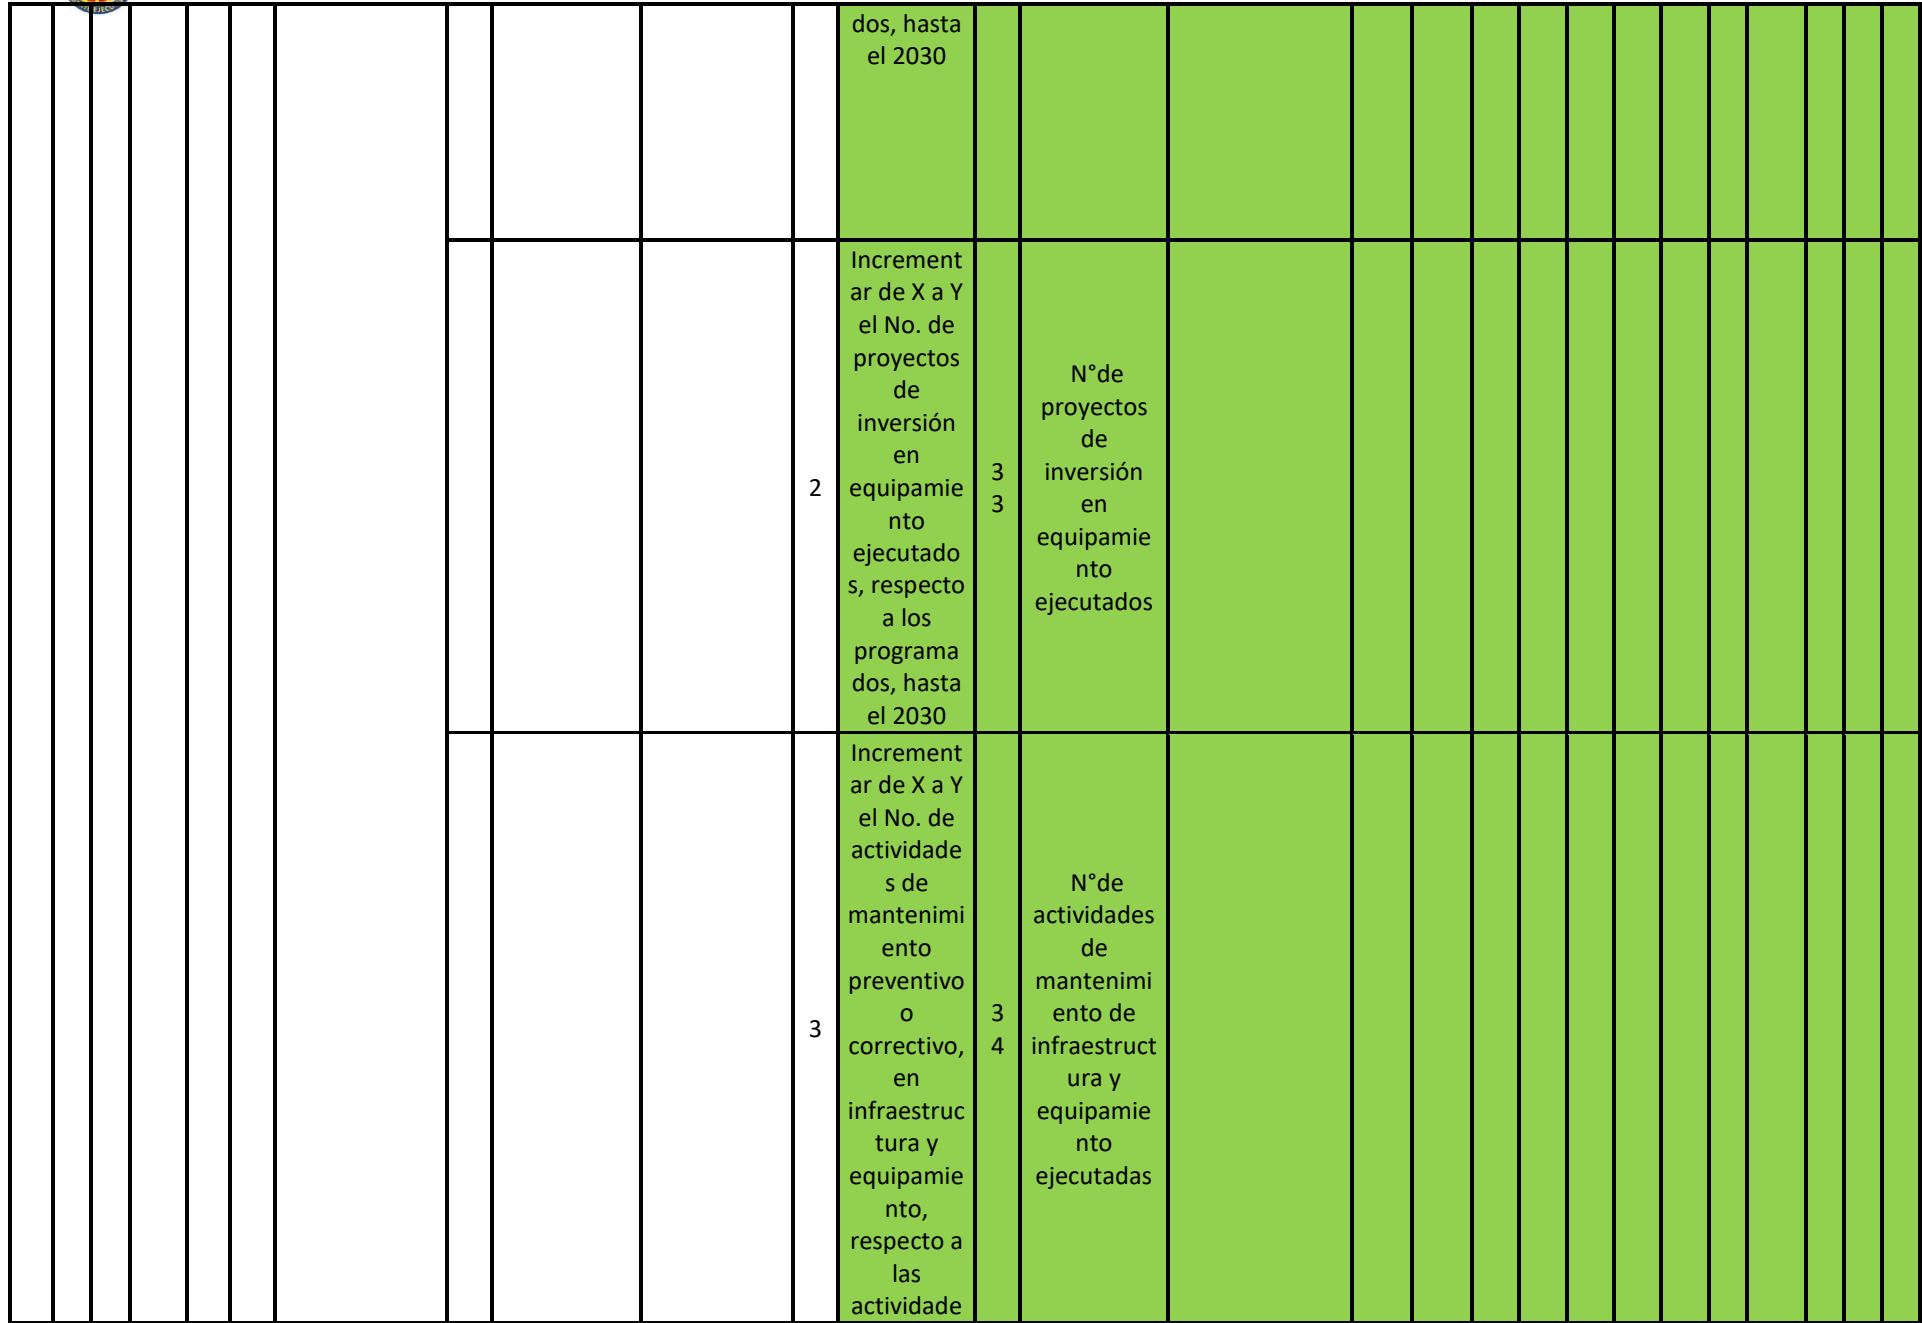 dos, hasta
el 2030
2
Increment
ar de X a Y
el No. de
proyectos
de
inversión
en
equipamie
nto
ejecutado
s, respecto
a los
programa
dos, hasta
el 2030
3
3
N°de
proyectos
de
inversión
en
equipamie
nto
ejecutados
3
Increment
ar de X a Y
el No. de
actividade
s de
mantenimi
ento
preventivo
o
correctivo,
en
infraestruc
tura y
equipamie
nto,
respecto a
las
actividade
3
4
N°de
actividades
de
mantenimi
ento de
infraestruct
ura y
equipamie
nto
ejecutadas